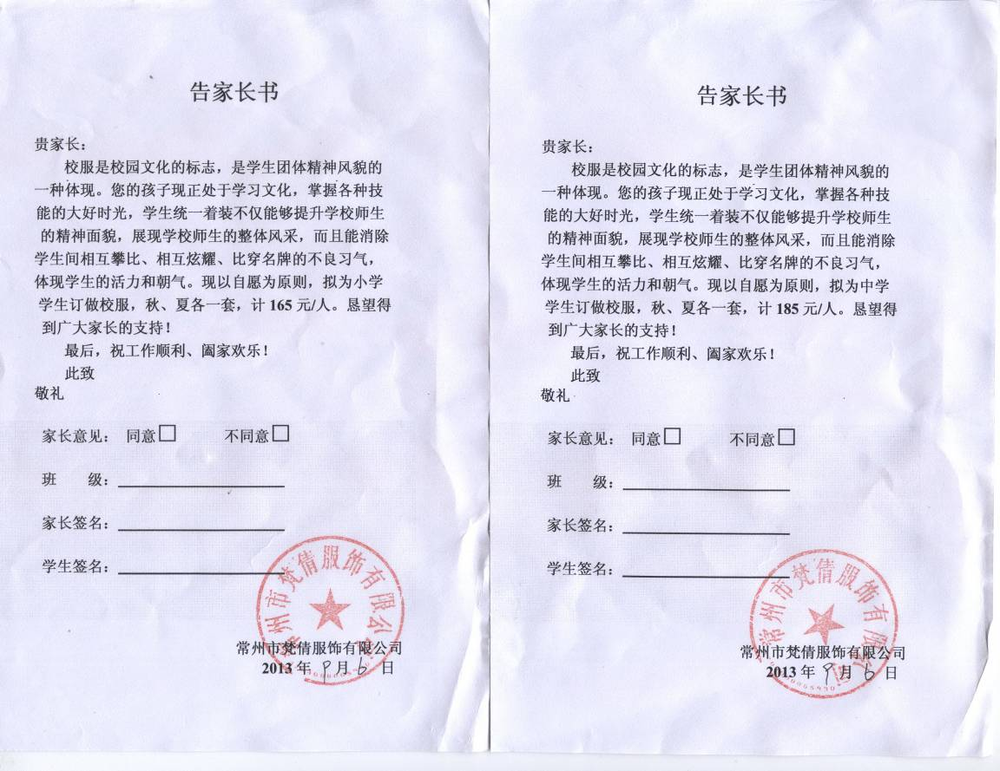 告家长书
贵家长：
校服是校园文化的标志，是学生团体精神风貌的
一种体现。您的孩子现正处于学习文化，掌握各种技
能的大好时光，学生统一着装不仅能够提升学校师生
的精神面貌，展现学校师生的整体风采，而且能消除
学生间相互攀比、相互炫耀、比穿名牌的不良习气，
体现学生的活力和朝气。现以自愿为原则，拟为小学
学生订做校服，秋、夏各一套，计 165 元/人。恳望得
到广大家长的支持！
最后，祝工作顺利、阖家欢乐！
此致
敬礼
家长意见： 同意□ 不同意□
班 级：
家长签名：
学生签名：
常州市梵倩服饰有限公司
常州市梵倩服饰有限公司
2013 年 9 月 6 日
告家长书
贵家长：
校服是校园文化的标志，是学生团体精神风貌的
一种体现。您的孩子现正处于学习文化，掌握各种技
能的大好时光，学生统一着装不仅能够提升学校师生
的精神面貌，展现学校师生的整体风采，而且能消除
学生间相互攀比、相互炫耀、比穿名牌的不良习气，
体现学生的活力和朝气。现以自愿为原则，拟为中学
学生订做校服，秋、夏各一套，计 185 元/人。恳望得
到广大家长的支持！
最后，祝工作顺利、阖家欢乐！
此致
敬礼
家长意见： 同意□ 不同意□
班 级：
家长签名：
学生签名：
常州市梵倩服饰有限公司
常州市梵倩服饰有限公司
2013 年 9 月 6 日